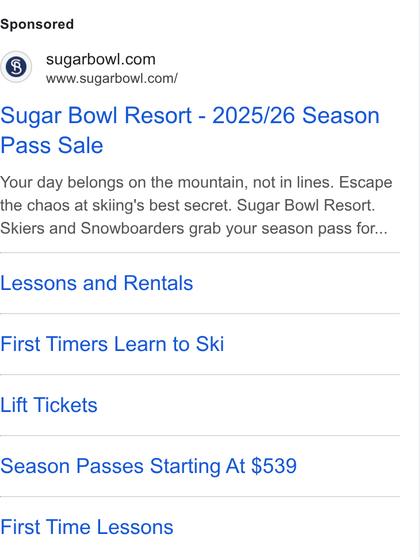 Sponsored
sugarbowl.com
www.sugarbowl.com/
Sugar Bowl Resort - 2025/26 Season
Pass Sale
Your day belongs on the mountain, not in lines. Escape
the chaos at skiing's best secret. Sugar Bowl Resort.
Skiers and Snowboarders grab your season pass for...
Lessons and Rentals
First Timers Learn to Ski
Lift Tickets
Season Passes Starting At $539
First Time Lessons